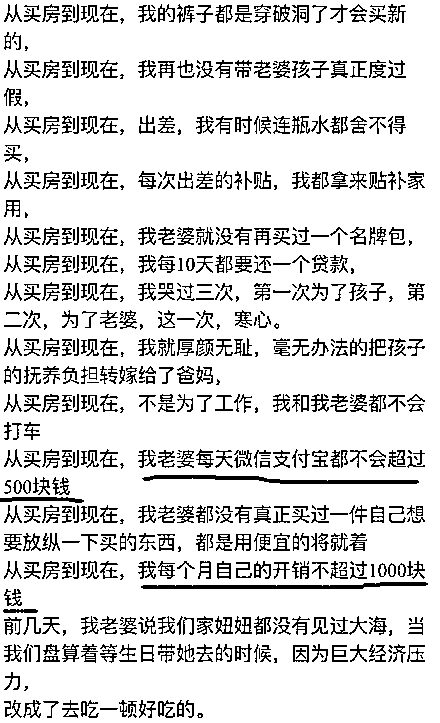 从买房到现在，我的裤子都是穿破洞了才会买新
的，
从买房到现在，我再也没有带老婆孩子真正度过
假，
从买房到现在，出差，我有时候连瓶水都舍不得
买，
从买房到现在，每次出差的补贴，我都拿来贴补家
用，
从买房到现在，我老婆就没有再买过一个名牌包，
从买房到现在，我每10天都要还一个贷款，
从买房到现在，我哭过三次，第一次为了孩子，第
二次，为了老婆，这一次，寒心。
从买房到现在，我就厚颜无耻，毫无办法的把孩子
的抚养负担转嫁给了爸妈，
从买房到现在，不是为了工作，我和我老婆都不会
打车
从买房到现在，我老婆每天微信支付宝都不会超过
500块钱
从买房到现在，我老婆都没有真正买过一件自己想
要放纵一下买的东西，都是用便宜的将就着
从买房到现在，我每个月自己的开销不超过1000块
钱
前几天，我老婆说我们家妞妞都没有见过大海，当
我们盘算着等生日带她去的时候，因为巨大经济压
力，
改成了去吃一顿好吃的。